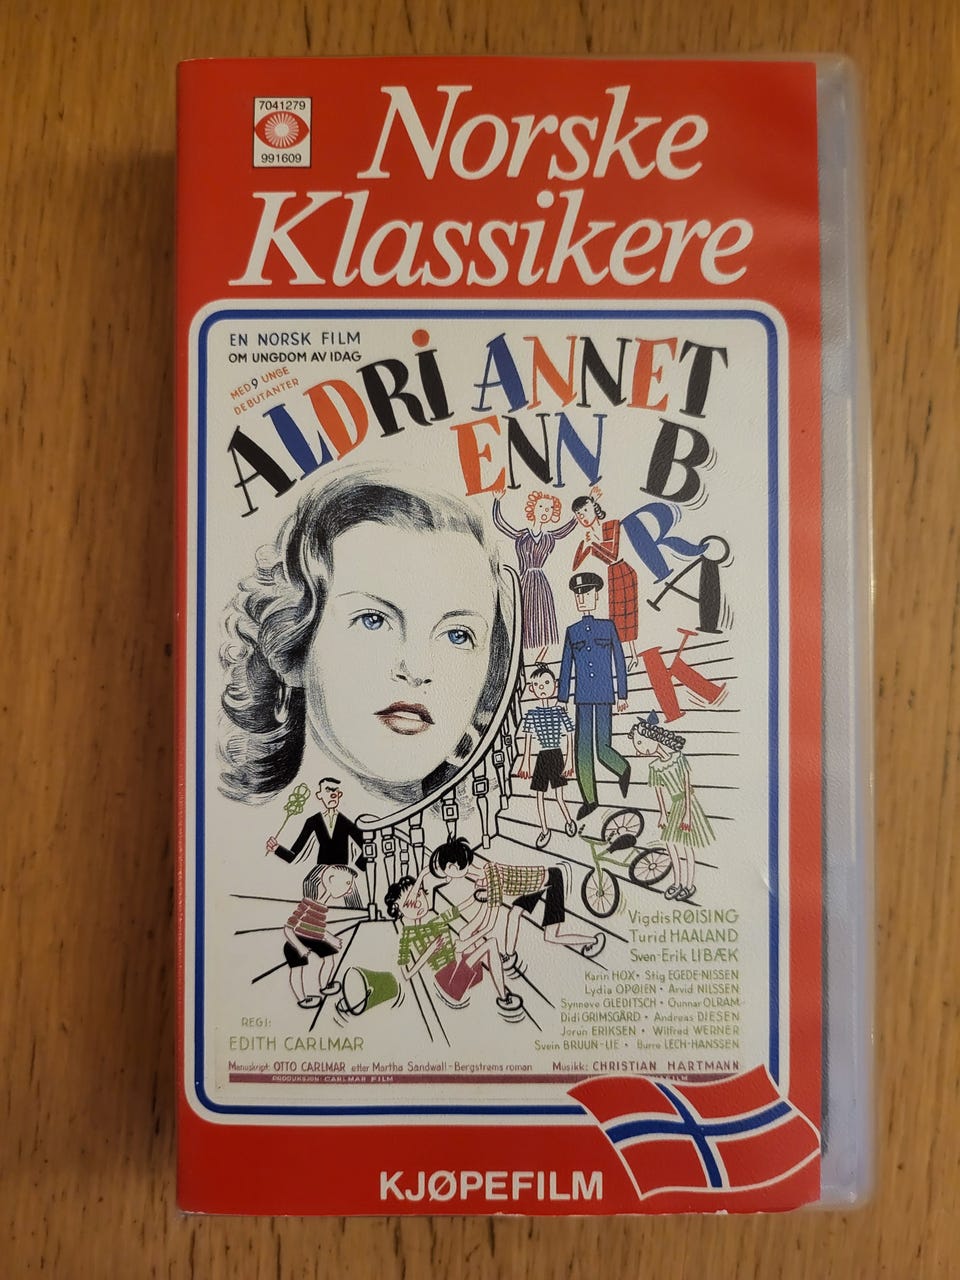 7041279
991609
Norske
Klassikere
EN NORSK FILM
OM UNGDOM AV IDAG
MED 9 UNGE
DEBUTANTER
ALDRI ANNET
ENN BRÅK
Vigdis RØISING
Turid HAALAND
Sven-Erik LIBÆK
Karin HOX • Stig EGEDE-NISSEN
Lydia OPØIEN • Arvid NILSSEN
Synnøve GLEDITSCH • Gunnar OLRAM
Didi GRIMSGÅRD • Andreas DIESEN
Jorun ERIKSEN • Wilfred WERNER
Svein BRUUN-LIE • Børre LECH-HANSSEN
REGI:
EDITH CARLMAR
Manuskript: OTTO CARLMAR etter Martha Sandwall-Bergstrøms roman Musikk: CHRISTIAN HARTMANN
PRODUKSJON: CARLMAR FILM
KJØPEFILM